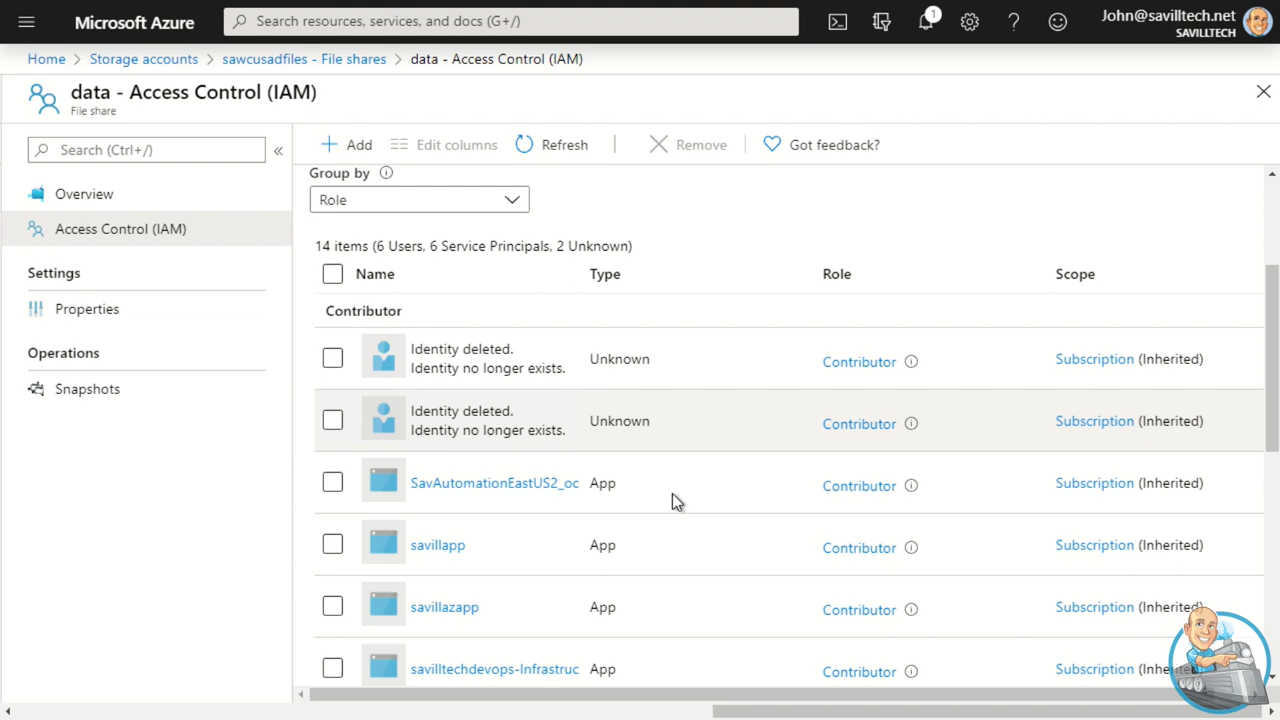 Microsoft Azure
Search resources, services, and docs (G+/)
1
John@savilltech.net
SAVILLTECH
Home > Storage accounts > sawcusadfiles - File shares > data - Access Control (IAM)
data - Access Control (IAM)
File share
Search (Ctrl+/)
Overview
Access Control (IAM)
Settings
Properties
Operations
Snapshots
Add Edit columns Refresh Remove Got feedback?
Group by
Role
14 items (6 Users, 6 Service Principals, 2 Unknown)
Name Type Role Scope
Contributor
Identity deleted.
Identity no longer exists.
Unknown Contributor Subscription (Inherited)
Identity deleted.
Identity no longer exists.
Unknown Contributor Subscription (Inherited)
SavAutomationEastUS2_oc App Contributor Subscription (Inherited)
savillapp App Contributor Subscription (Inherited)
savillazapp App Contributor Subscription (Inherited)
savilltechdevops-Infrastruc App Contributor Subscription